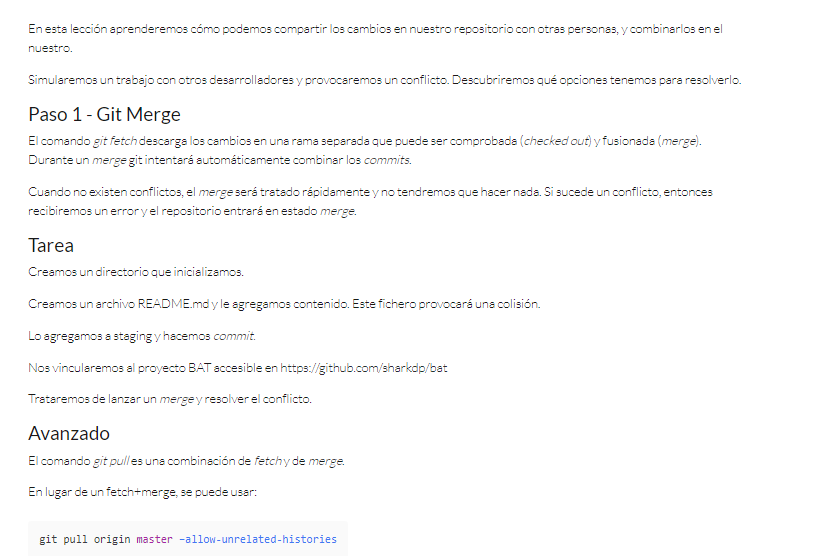 En esta lección aprenderemos cómo podemos compartir los cambios en nuestro repositorio con otras personas, y combinarlos en el
nuestro.
Simularemos un trabajo con otros desarrolladores y provocaremos un conflicto. Descubriremos qué opciones tenemos para resolverlo.
Paso 1 - Git Merge
El comando git fetch descarga los cambios en una rama separada que puede ser comprobada (checked out) y fusionada (merge).
Durante un merge git intentará automáticamente combinar los commits.
Cuando no existen conflictos, el merge será tratado rápidamente y no tendremos que hacer nada. Si sucede un conflicto, entonces
recibiremos un error y el repositorio entrará en estado merge.
Tarea
Creamos un directorio que inicializamos.
Creamos un archivo README.md y le agregamos contenido. Este fichero provocará una colisión.
Lo agregamos a staging y hacemos commit.
Nos vincularemos al proyecto BAT accesible en https://github.com/sharkdp/bat
Trataremos de lanzar un merge y resolver el conflicto.
Avanzado
El comando git pull es una combinación de fetch y de merge.
En lugar de un fetch+merge, se puede usar:
git pull origin master –allow-unrelated-histories